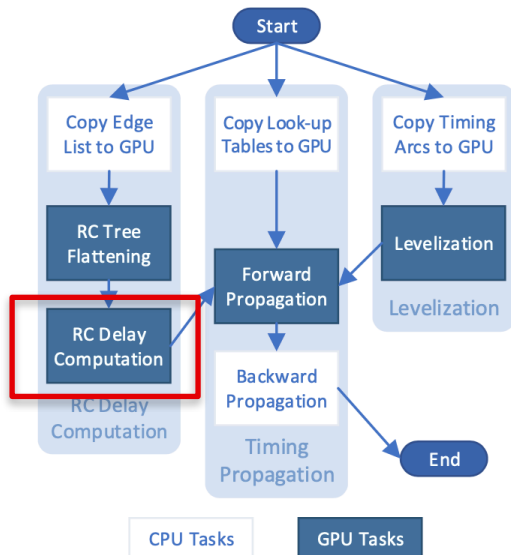 Start
Copy Edge
List to GPU
Copy Look-up
Tables to GPU
Copy Timing
Arcs to GPU
RC Tree
Flattening
Levelization
Forward
Propagation
Levelization
RC Delay
Computation
Backward
Propagation
RC Delay
Computation
Timing
Propagation
End
CPU Tasks
GPU Tasks